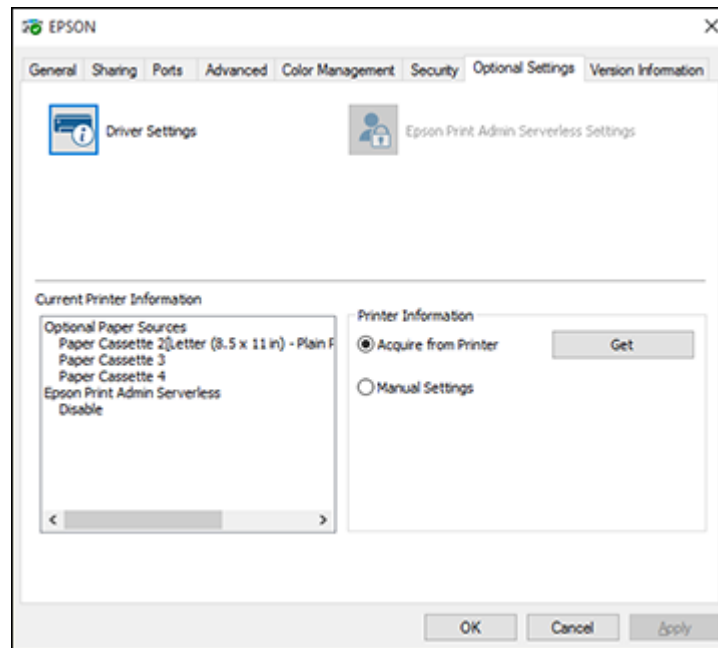 EPSON
General Sharing Ports Advanced Color Management Security Optional Settings Version Information
Driver Settings Epson Print Admin Serverless Settings
Current Printer Information
Optional Paper Sources
Paper Cassette 2[Letter (8.5 x 11 in) - Plain
Paper Cassette 3
Paper Cassette 4
Epson Print Admin Serverless
Disable
Printer Information
Acquire from Printer Get
Manual Settings
OK Cancel Apply